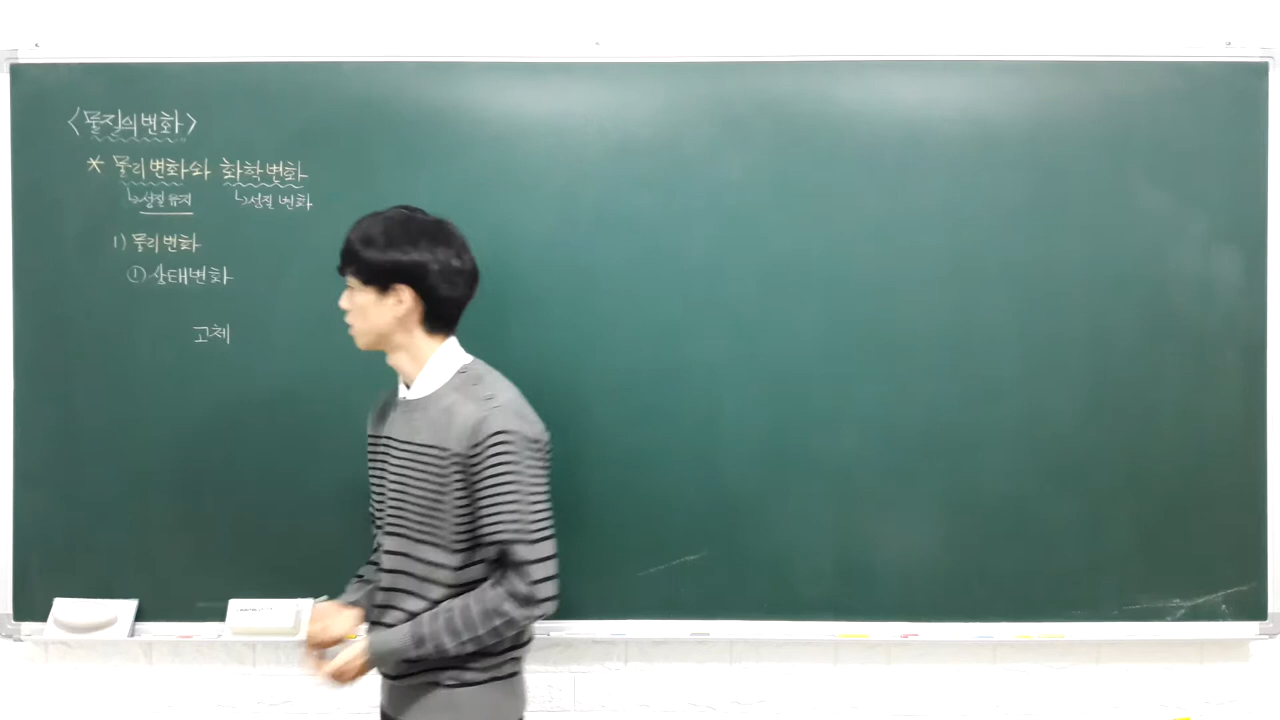 <물질의 변화>
* 물리변화와 화학변화
↳성질 유지 ↳성질 변화
1) 물리변화
① 상태변화
고체